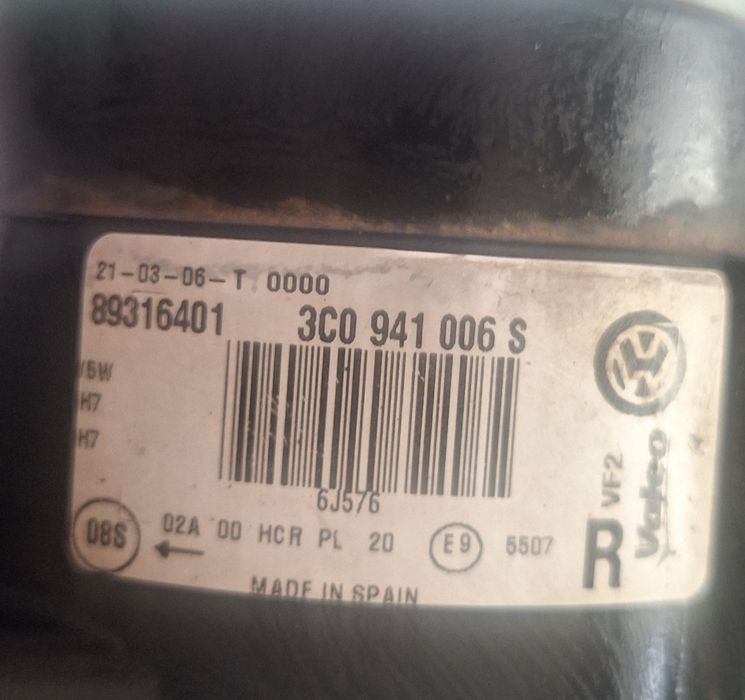 21-03-06-T 0000
89316401 3C0 941 006 S
/5W
H7
H7
6J576
08S 02A 00 HCR PL 20 E9 5507
R VF2 Valeo
MADE IN SPAIN